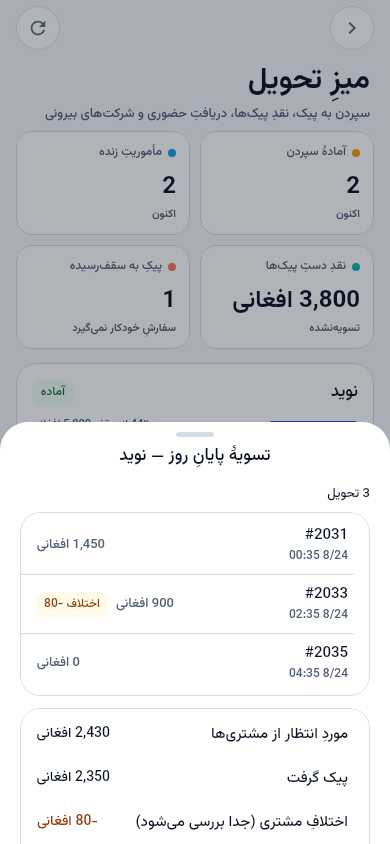 میزِ تحویل
سپردن به پیک، نقدِ پیک‌ها، دریافتِ حضوری و شرکت‌های بیرونی
آمادهٔ سپردن
2
اکنون
مأموریتِ زنده
2
اکنون
نقدِ دستِ پیک‌ها
3,800 افغانی
تسویه‌نشده
پیکِ به سقف‌رسیده
1
سفارشِ خودکار نمی‌گیرد
نوید
آماده
تسویهٔ پایانِ روز — نوید
3 تحویل
#2031
8/24 00:35
1,450 افغانی
#2033
8/24 02:35
900 افغانی
اختلاف -80
#2035
8/24 04:35
0 افغانی
موردِ انتظار از مشتری‌ها
2,430 افغانی
پیک گرفت
2,350 افغانی
اختلافِ مشتری (جدا بررسی می‌شود)
-80 افغانی